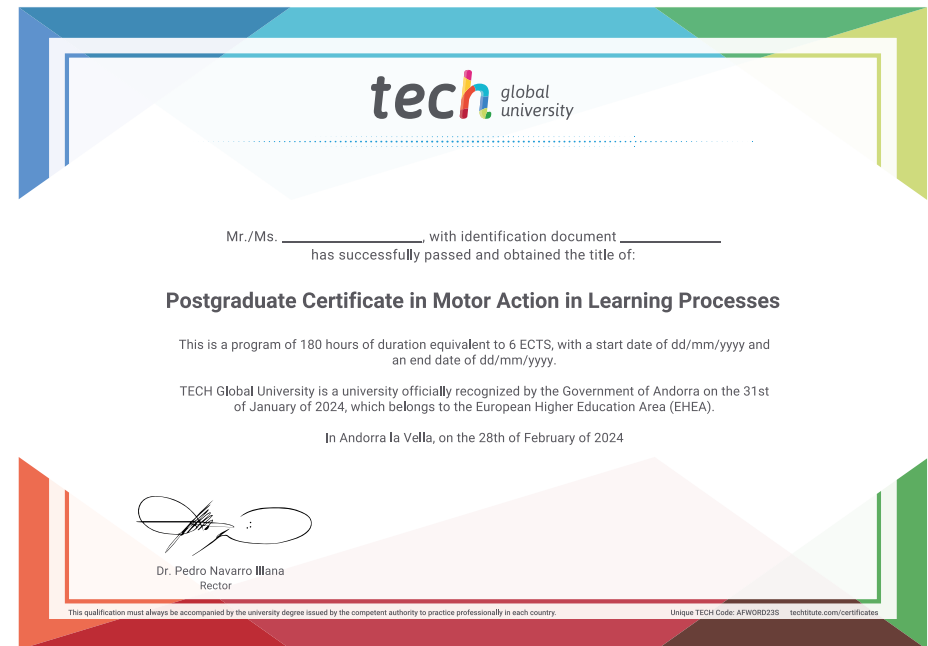 tech global university
Mr./Ms. ____________, with identification document ____________
has successfully passed and obtained the title of:
Postgraduate Certificate in Motor Action in Learning Processes
This is a program of 180 hours of duration equivalent to 6 ECTS, with a start date of dd/mm/yyyy and
an end date of dd/mm/yyyy.
TECH Global University is a university officially recognized by the Government of Andorra on the 31st
of January of 2024, which belongs to the European Higher Education Area (EHEA).
In Andorra la Vella, on the 28th of February of 2024
Dr. Pedro Navarro Illana
Rector
This qualification must always be accompanied by the university degree issued by the competent authority to practice professionally in each country.
Unique TECH Code: AFWORD23S techtitute.com/certificates